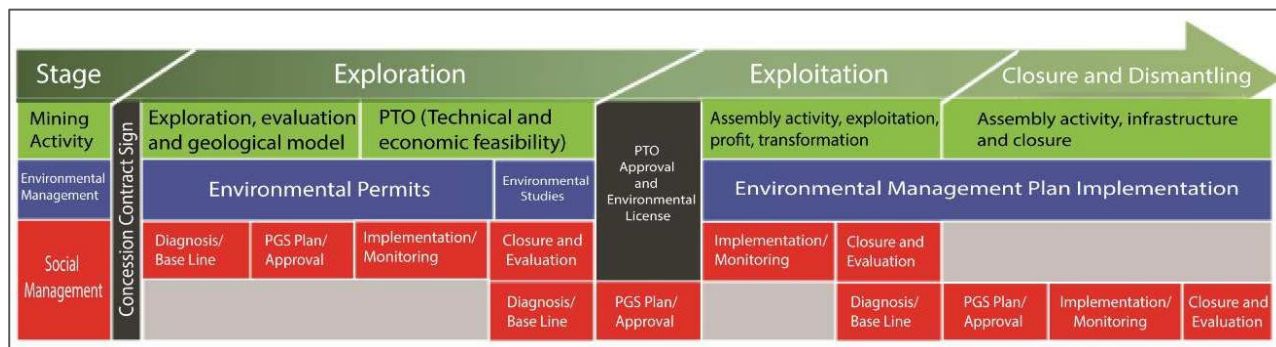 Stage
Exploration
Exploitation
Closure and Dismantling
Mining
Activity
Concession Contract Sign
Exploration, evaluation
and geological model
PTO (Technical and
economic feasibility)
PTO
Approval
and
Environmental
License
Assembly activity, exploitation,
profit, transformation
Assembly activity, infrastructure
and closure
Environmental
Management
Environmental Permits
Environmental
Studies
Environmental Management Plan Implementation
Social
Management
Diagnosis/
Base Line
PGS Plan/
Approval
Implementation/
Monitoring
Closure and
Evaluation
Implementation/
Monitoring
Closure and
Evaluation
Diagnosis/
Base Line
PGS Plan/
Approval
Diagnosis/
Base Line
PGS Plan/
Approval
Implementation/
Monitoring
Closure and
Evaluation